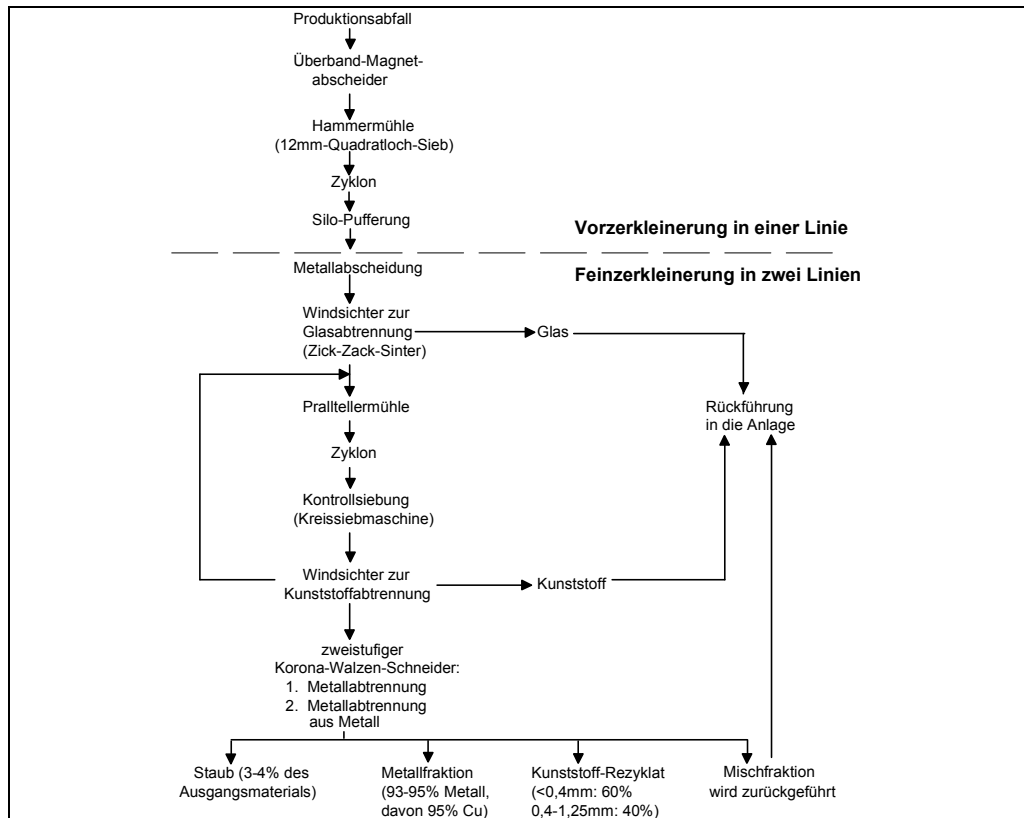 Produktionsabfall
Überband-Magnet-
abscheider
Hammermühle
(12mm-Quadratloch-Sieb)
Zyklon
Silo-Pufferung
Vorzerkleinerung in einer Linie
Metallabscheidung
Feinzerkleinerung in zwei Linien
Windsichter zur
Glasabtrennung
(Zick-Zack-Sinter)
Glas
Pralltellermühle
Rückführung
in die Anlage
Zyklon
Kontrollsiebung
(Kreissiebmaschine)
Windsichter zur
Kunststoffabtrennung
Kunststoff
zweistufiger
Korona-Walzen-Schneider:
1. Metallabtrennung
2. Metallabtrennung
aus Metall
Staub (3-4% des
Ausgangsmaterials)
Metallfraktion
(93-95% Metall,
davon 95% Cu)
Kunststoff-Rezyklat
(<0,4mm: 60%
0,4-1,25mm: 40%)
Mischfraktion
wird zurückgeführt